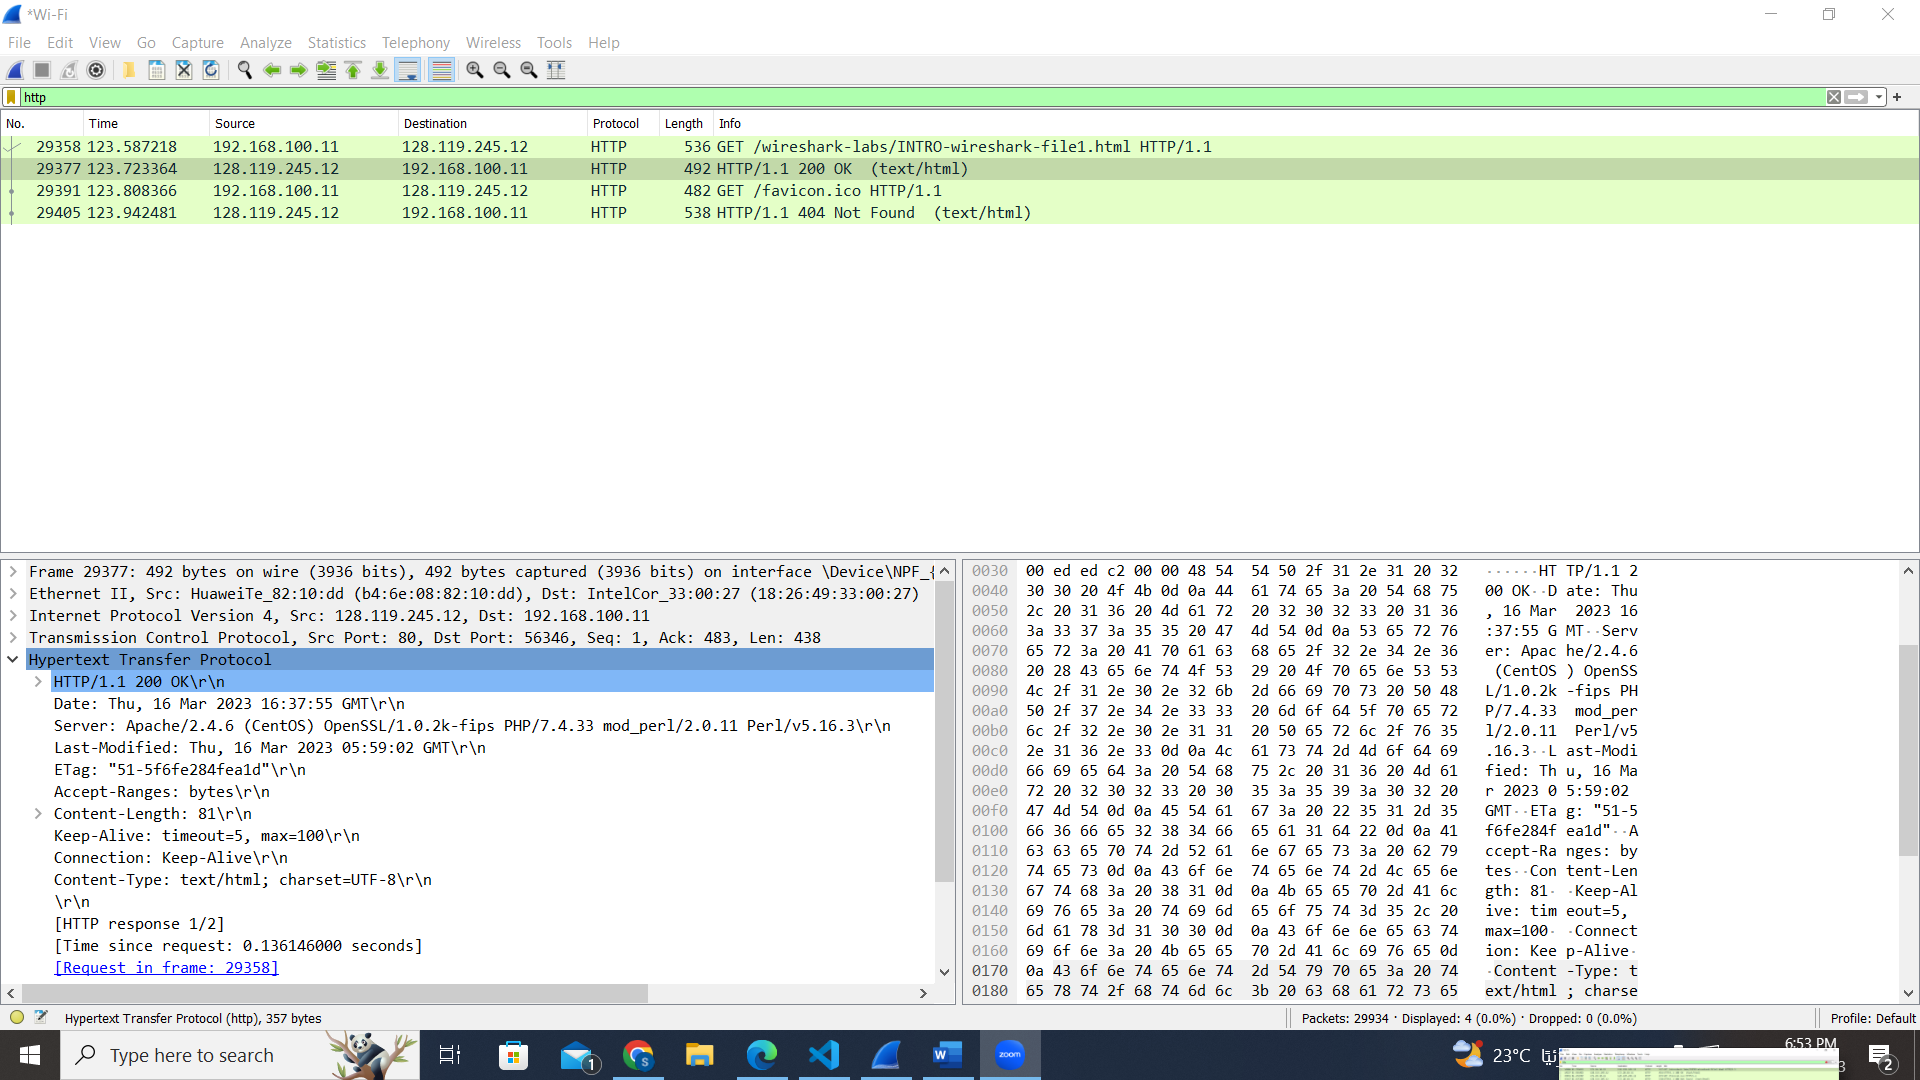 *Wi-Fi
File Edit View Go Capture Analyze Statistics Telephony Wireless Tools Help
http
No. Time Source Destination Protocol Length Info
29358 123.587218 192.168.100.11 128.119.245.12 HTTP 536 GET /wireshark-labs/INTRO-wireshark-file1.html HTTP/1.1
29377 123.723364 128.119.245.12 192.168.100.11 HTTP 492 HTTP/1.1 200 OK (text/html)
29391 123.808366 192.168.100.11 128.119.245.12 HTTP 482 GET /favicon.ico HTTP/1.1
29405 123.942481 128.119.245.12 192.168.100.11 HTTP 538 HTTP/1.1 404 Not Found (text/html)
Frame 29377: 492 bytes on wire (3936 bits), 492 bytes captured (3936 bits) on interface \Device\NPF_{
Ethernet II, Src: HuaweiTe_82:10:dd (b4:6e:08:82:10:dd), Dst: IntelCor_33:00:27 (18:26:49:33:00:27)
Internet Protocol Version 4, Src: 128.119.245.12, Dst: 192.168.100.11
Transmission Control Protocol, Src Port: 80, Dst Port: 56346, Seq: 1, Ack: 483, Len: 438
Hypertext Transfer Protocol
HTTP/1.1 200 OK\r\n
Date: Thu, 16 Mar 2023 16:37:55 GMT\r\n
Server: Apache/2.4.6 (CentOS) OpenSSL/1.0.2k-fips PHP/7.4.33 mod_perl/2.0.11 Perl/v5.16.3\r\n
Last-Modified: Thu, 16 Mar 2023 05:59:02 GMT\r\n
ETag: "51-5f6fe284fea1d"\r\n
Accept-Ranges: bytes\r\n
Content-Length: 81\r\n
Keep-Alive: timeout=5, max=100\r\n
Connection: Keep-Alive\r\n
Content-Type: text/html; charset=UTF-8\r\n
\r\n
[HTTP response 1/2]
[Time since request: 0.136146000 seconds]
[Request in frame: 29358]
0030 00 ed ed c2 00 00 48 54 54 50 2f 31 2e 31 20 32 ······HT TP/1.1 2
0040 30 30 20 4f 4b 0d 0a 44 61 74 65 3a 20 54 68 75 00 OK··D ate: Thu
0050 2c 20 31 36 20 4d 61 72 20 32 30 32 33 20 31 36 , 16 Mar 2023 16
0060 3a 33 37 3a 35 35 20 47 4d 54 0d 0a 53 65 72 76 :37:55 G MT··Serv
0070 65 72 3a 20 41 70 61 63 68 65 2f 32 2e 34 2e 36 er: Apac he/2.4.6
0080 20 28 43 65 6e 74 4f 53 29 20 4f 70 65 6e 53 53 (CentOS ) OpenSS
0090 4c 2f 31 2e 30 2e 32 6b 2d 66 69 70 73 20 50 48 L/1.0.2k -fips PH
00a0 50 2f 37 2e 34 2e 33 33 20 6d 6f 64 5f 70 65 72 P/7.4.33 mod_per
00b0 6c 2f 32 2e 30 2e 31 31 20 50 65 72 6c 2f 76 35 l/2.0.11 Perl/v5
00c0 2e 31 36 2e 33 0d 0a 4c 61 73 74 2d 4d 6f 64 69 .16.3··L ast-Modi
00d0 66 69 65 64 3a 20 54 68 75 2c 20 31 36 20 4d 61 fied: Th u, 16 Ma
00e0 72 20 32 30 32 33 20 30 35 3a 35 39 3a 30 32 20 r 2023 0 5:59:02
00f0 47 4d 54 0d 0a 45 54 61 67 3a 20 22 35 31 2d 35 GMT··ETa g: "51-5
0100 66 36 66 65 32 38 34 66 65 61 31 64 22 0d 0a 41 f6fe284f ea1d"··A
0110 63 63 65 70 74 2d 52 61 6e 67 65 73 3a 20 62 79 ccept-Ra nges: by
0120 74 65 73 0d 0a 43 6f 6e 74 65 6e 74 2d 4c 65 6e tes··Con tent-Len
0130 67 74 68 3a 20 38 31 0d 0a 4b 65 65 70 2d 41 6c gth: 81· ·Keep-Al
0140 69 76 65 3a 20 74 69 6d 65 6f 75 74 3d 35 2c 20 ive: tim eout=5,
0150 6d 61 78 3d 31 30 30 0d 0a 43 6f 6e 6e 65 63 74 max=100· ·Connect
0160 69 6f 6e 3a 20 4b 65 65 70 2d 41 6c 69 76 65 0d ion: Kee p-Alive·
0170 0a 43 6f 6e 74 65 6e 74 2d 54 79 70 65 3a 20 74 ·Content -Type: t
0180 65 78 74 2f 68 74 6d 6c 3b 20 63 68 61 72 73 65 ext/html ; charse
Hypertext Transfer Protocol (http), 357 bytes
Packets: 29934 · Displayed: 4 (0.0%) · Dropped: 0 (0.0%)
Profile: Default
Type here to search
1
S
zoom
23°C
6:53 PM
2